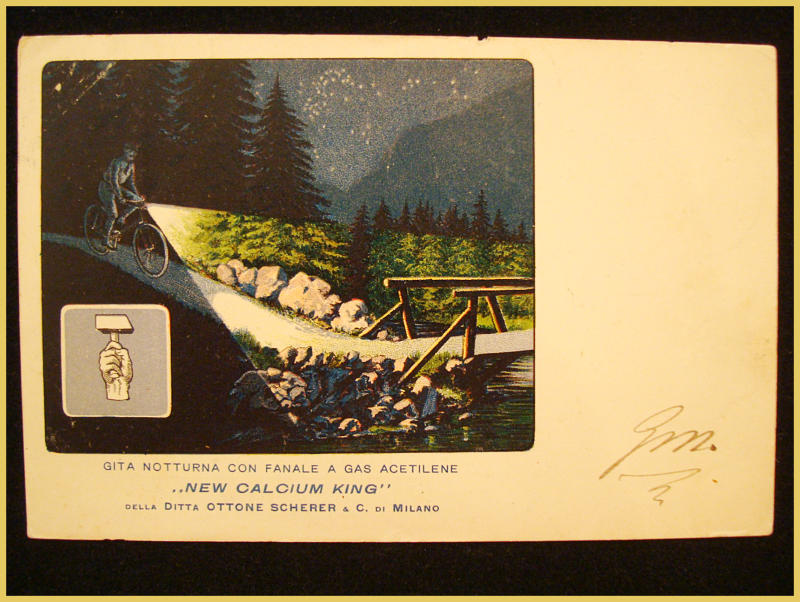 GITA NOTTURNA CON FANALE A GAS ACETILENE
,,NEW CALCIUM KING''
DELLA DITTA OTTONE SCHERER & C. DI MILANO